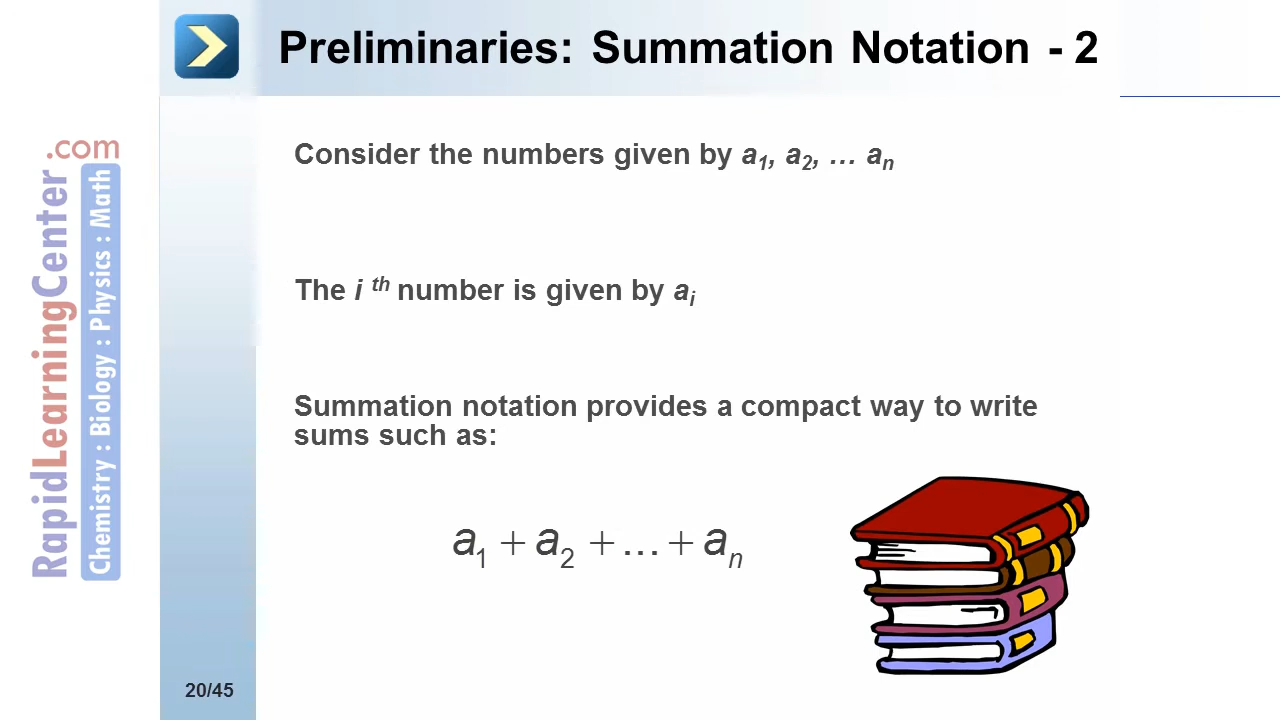 Preliminaries: Summation Notation - 2
.com
RapidLearningCenter
Chemistry : Biology : Physics : Math
Consider the numbers given by a₁, a₂, … aₙ
The i ᵗʰ number is given by aᵢ
Summation notation provides a compact way to write
sums such as:
a₁ + a₂ + … + aₙ
20/45